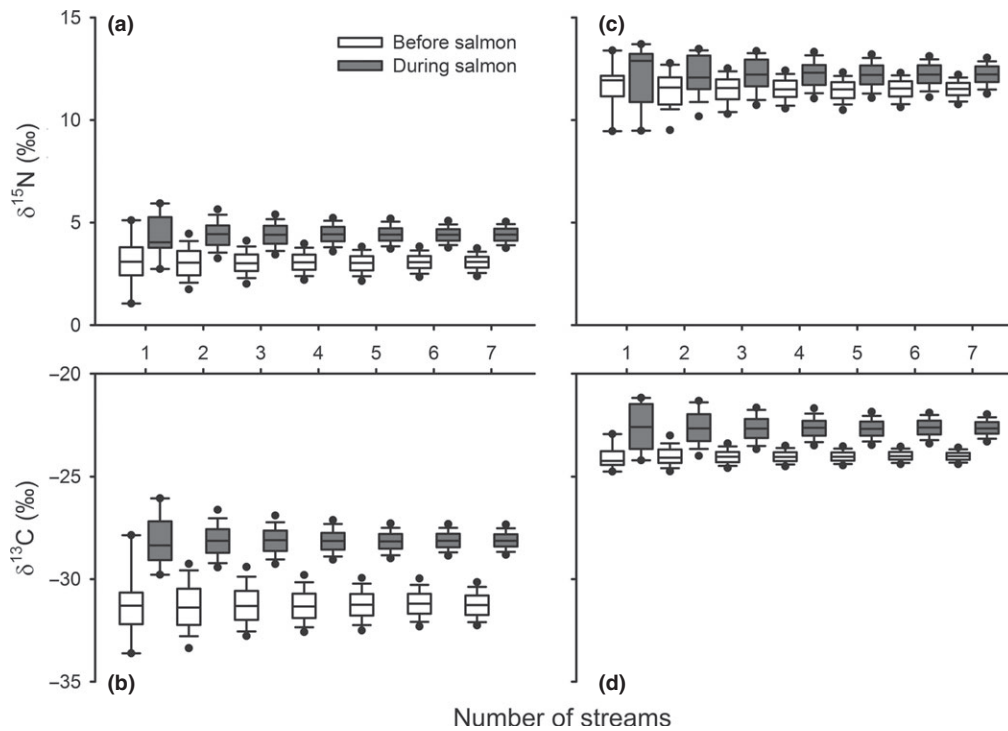 (a)
(c)
15
10
5
0
δ15N (‰)
Before salmon
During salmon
1 2 3 4 5 6 7
1 2 3 4 5 6 7
–20
–25
–30
–35
δ13C (‰)
(b)
(d)
Number of streams